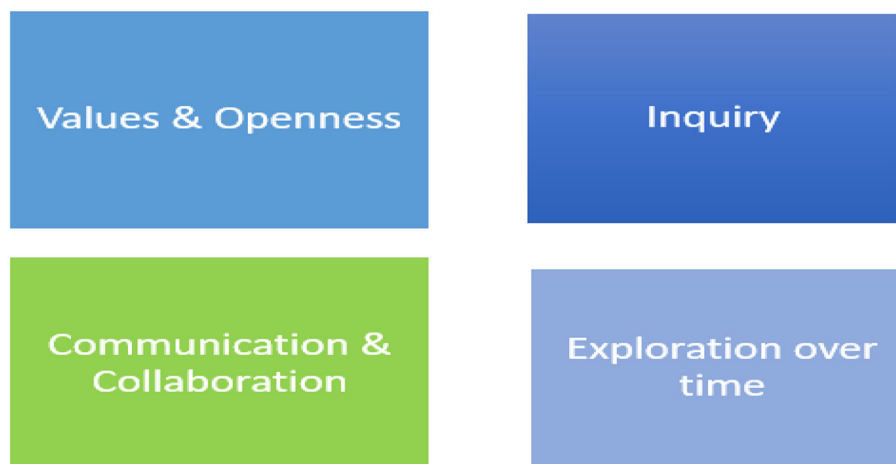 Values & Openness
Inquiry
Communication &
Collaboration
Exploration over
time